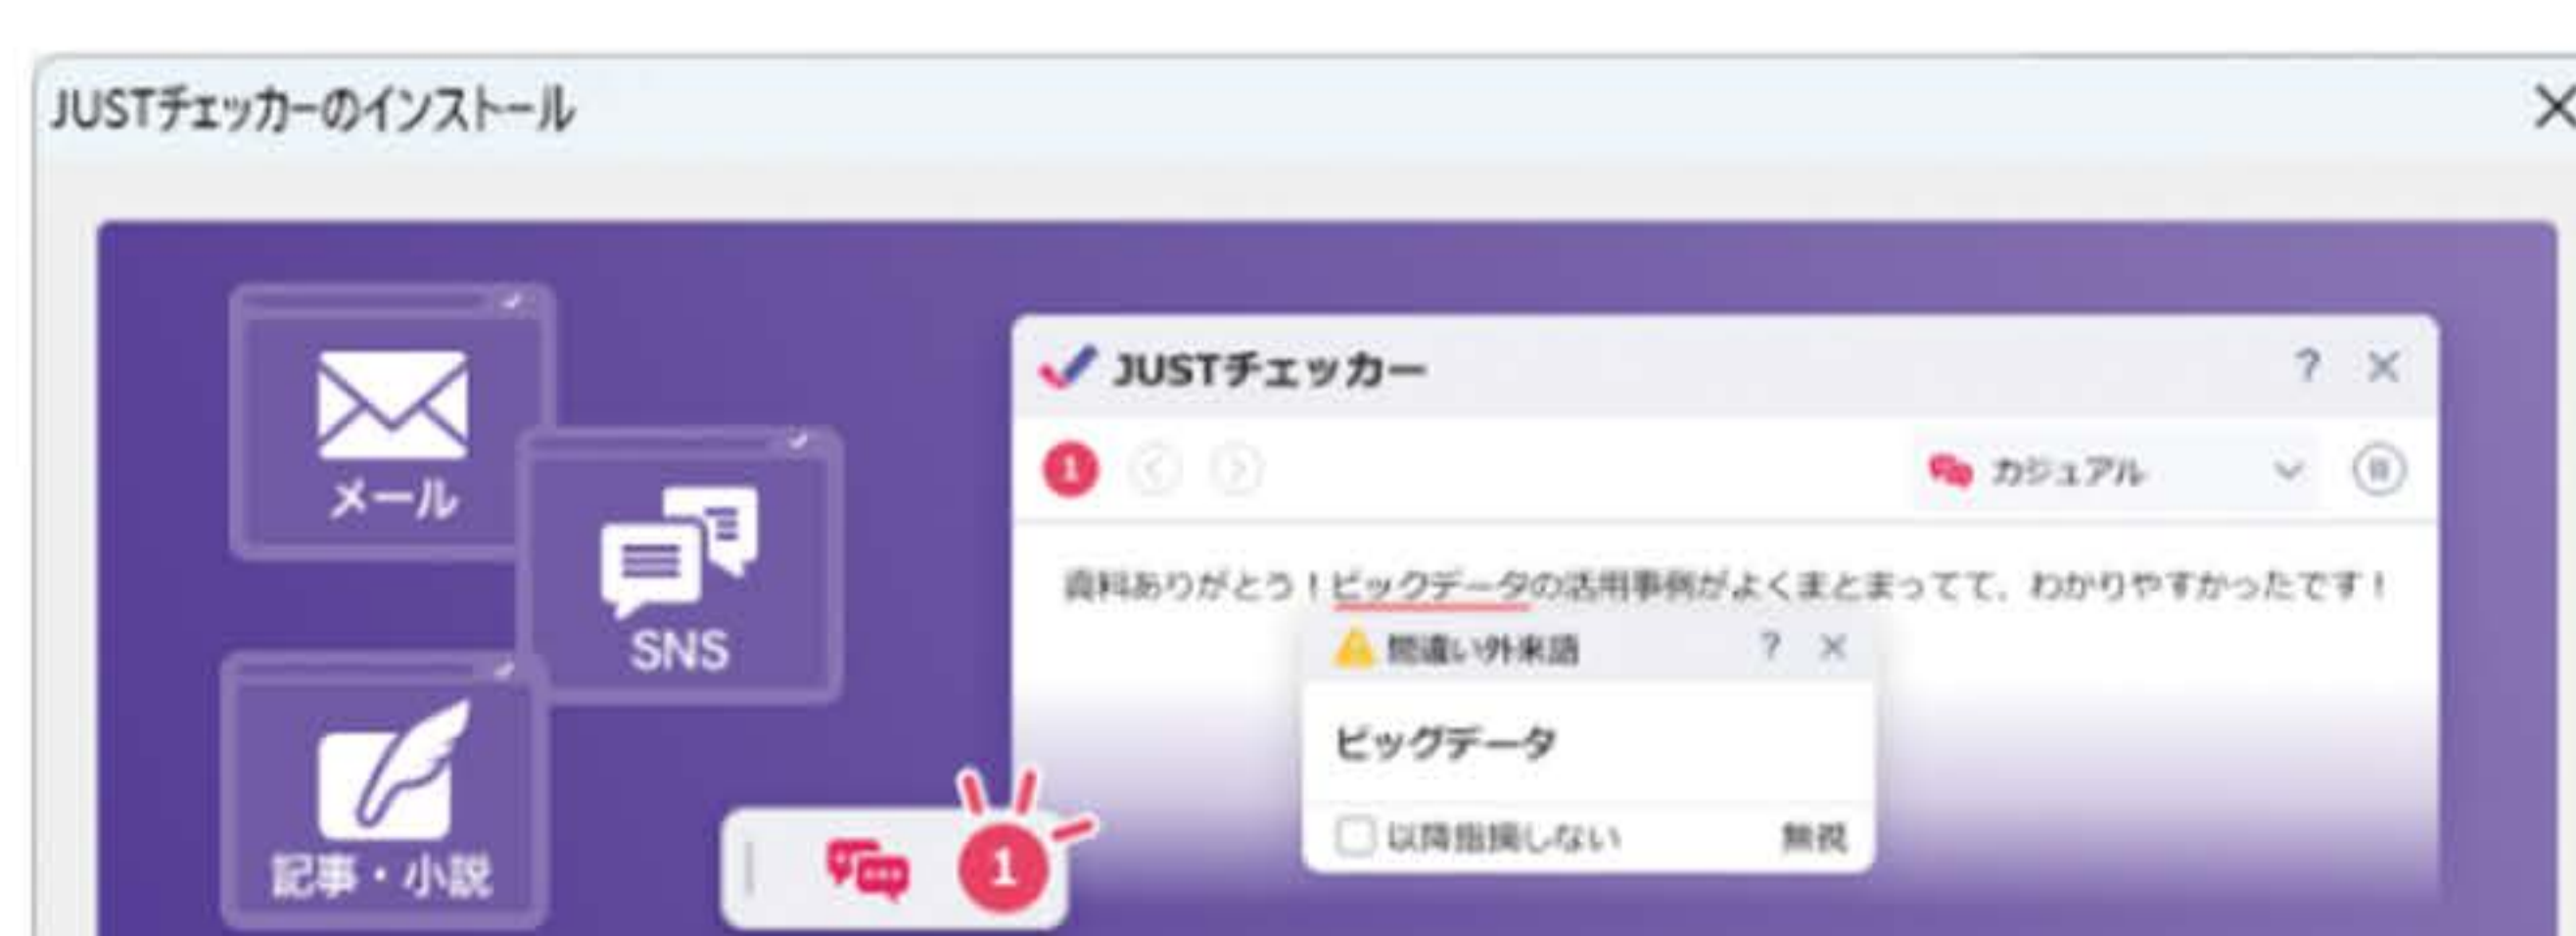 JUSTチェッカーのインストール
メール
SNS
記事・小説
JUSTチェッカー
?
1
カジュアル
資料ありがとう!ビックデータの活用事例がよくまとまってて、わかりやすかったです!
間違い外来語
?
ビッグデータ
以降指摘しない 無視
1